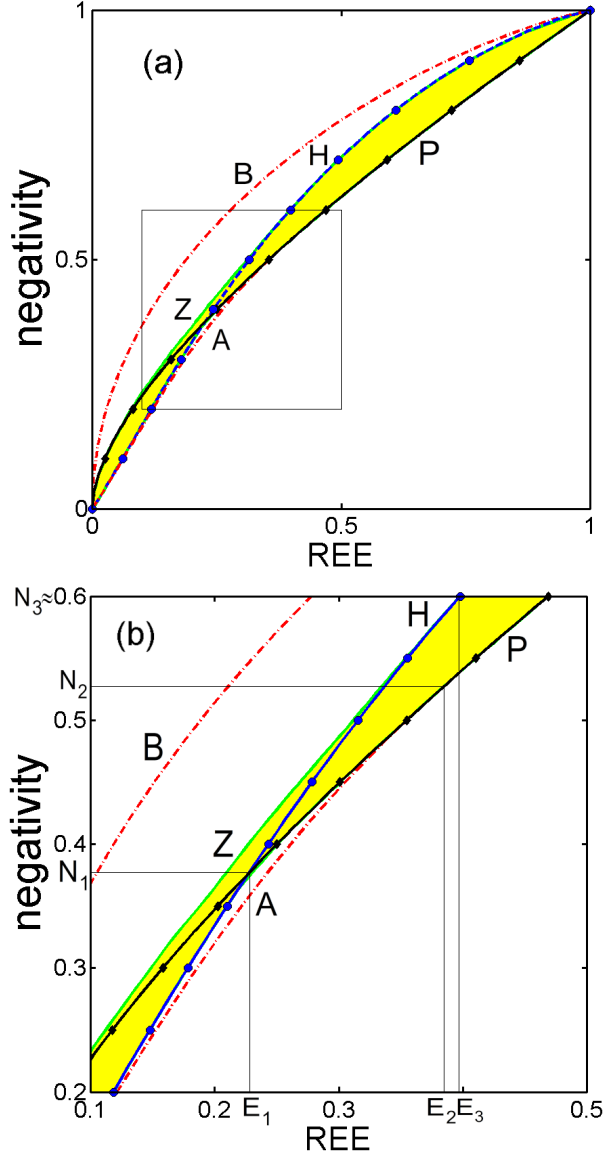 1
(a)
H
P
B
0.5
negativity
Z
A
0
0
0.5
1
REE
N₃≈0.6
(b)
H
P
N₂
0.5
B
0.4
Z
N₁
A
negativity
0.3
0.2
0.1
0.2
E₁
0.3
E₂E₃
0.5
REE